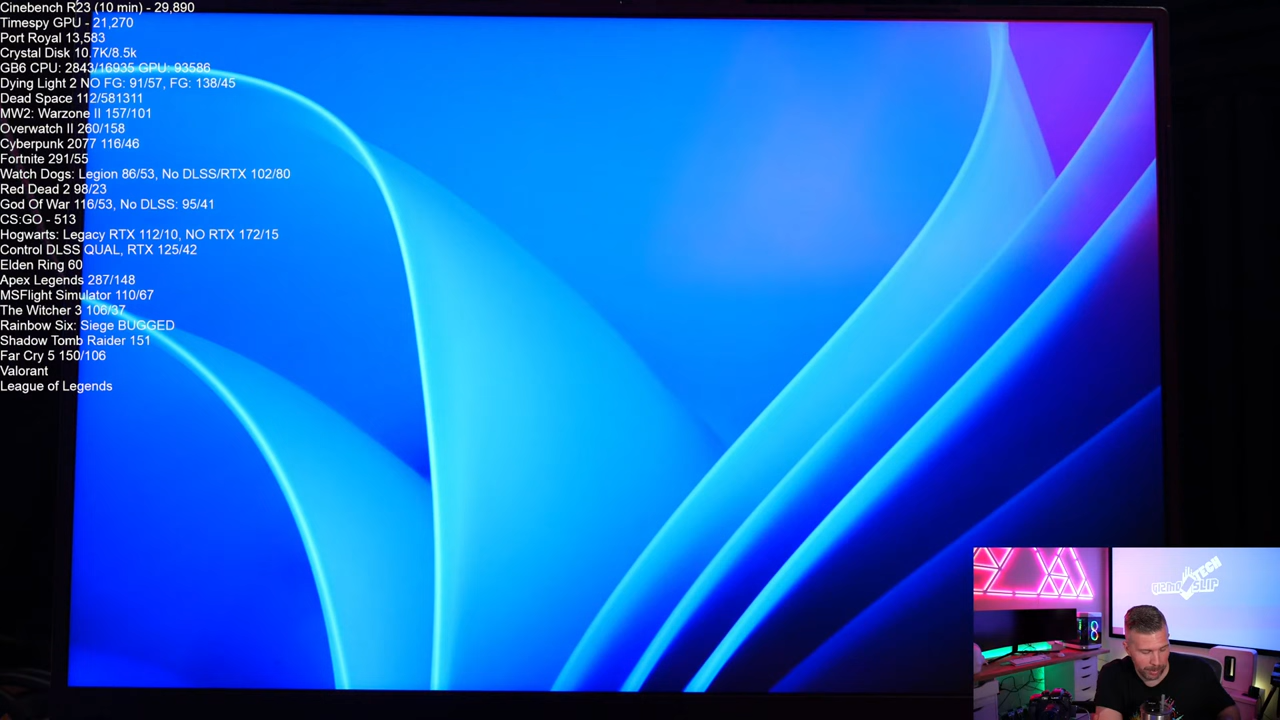 Cinebench R23 (10 min) - 29,890
Timespy GPU - 21,270
Port Royal 13,583
Crystal Disk 10.7K/8.5k
GB6 CPU: 2843/16935 GPU: 93586
Dying Light 2 NO FG: 91/57, FG: 138/45
Dead Space 112/581311
MW2: Warzone II 157/101
Overwatch II 260/158
Cyberpunk 2077 116/46
Fortnite 291/55
Watch Dogs: Legion 86/53, No DLSS/RTX 102/80
Red Dead 2 98/23
God Of War 116/53, No DLSS: 95/41
CS:GO - 513
Hogwarts: Legacy RTX 112/10, NO RTX 172/15
Control DLSS QUAL, RTX 125/42
Elden Ring 60
Apex Legends 287/148
MSFlight Simulator 110/67
The Witcher 3 106/37
Rainbow Six: Siege BUGGED
Shadow Tomb Raider 151
Far Cry 5 150/106
Valorant
League of Legends
GIZMO SLIP
TECH